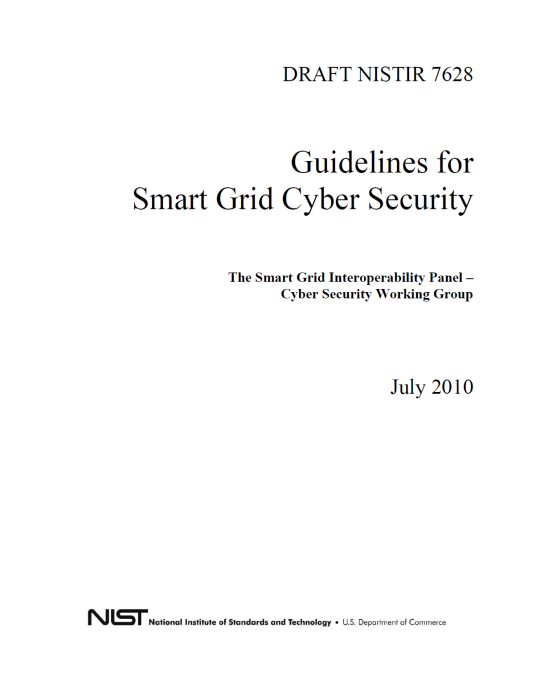 DRAFT NISTIR 7628
Guidelines for
Smart Grid Cyber Security
The Smart Grid Interoperability Panel –
Cyber Security Working Group
July 2010
NIST National Institute of Standards and Technology • U.S. Department of Commerce